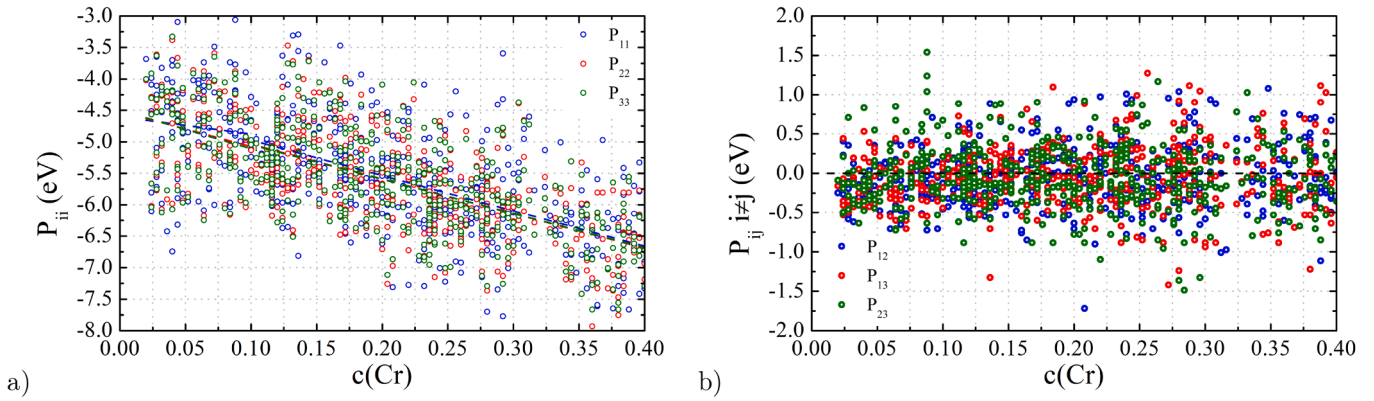 -3.0
-3.5
-4.0
-4.5
-5.0
-5.5
-6.0
-6.5
-7.0
-7.5
-8.0
P_ii (eV)
P_11
P_22
P_33
0.00 0.05 0.10 0.15 0.20 0.25 0.30 0.35 0.40
c(Cr)
a)
2.0
1.5
1.0
0.5
0.0
-0.5
-1.0
-1.5
-2.0
P_ij i≠j (eV)
P_12
P_13
P_23
0.00 0.05 0.10 0.15 0.20 0.25 0.30 0.35 0.40
c(Cr)
b)